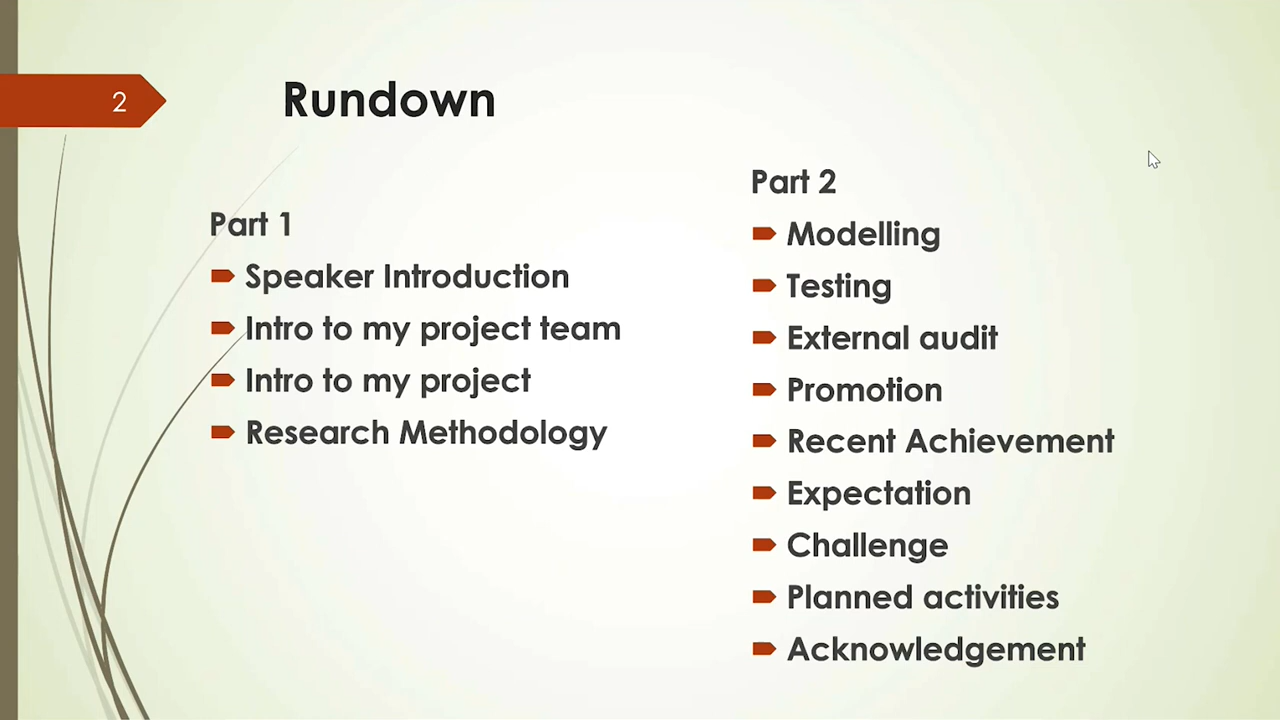 2
Rundown
Part 1
Speaker Introduction
Intro to my project team
Intro to my project
Research Methodology
Part 2
Modelling
Testing
External audit
Promotion
Recent Achievement
Expectation
Challenge
Planned activities
Acknowledgement